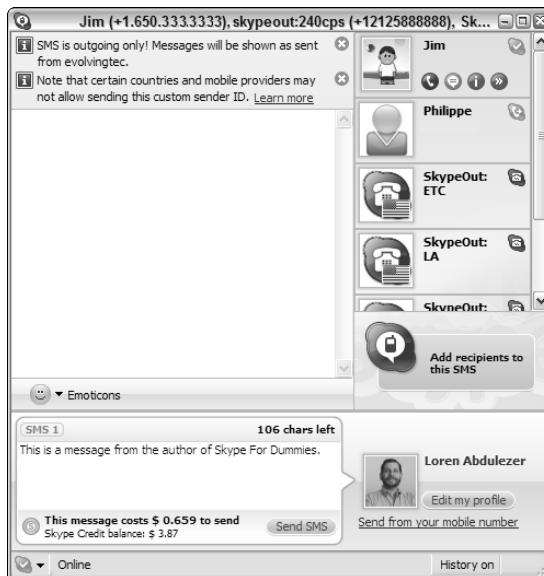 Jim (+1.650.333.3333), skypeout:240cps (+12125888888), Sk...
SMS is outgoing only! Messages will be shown as sent
from evolvingtec.
Note that certain countries and mobile providers may
not allow sending this custom sender ID. Learn more
Jim
Philippe
SkypeOut:
ETC
SkypeOut:
LA
SkypeOut:
Add recipients to
this SMS
Emoticons
SMS 1
106 chars left
This is a message from the author of Skype For Dummies.
This message costs $ 0.659 to send
Skype Credit balance: $ 3.87
Send SMS
Loren Abdulezer
Edit my profile
Send from your mobile number
Online
History on